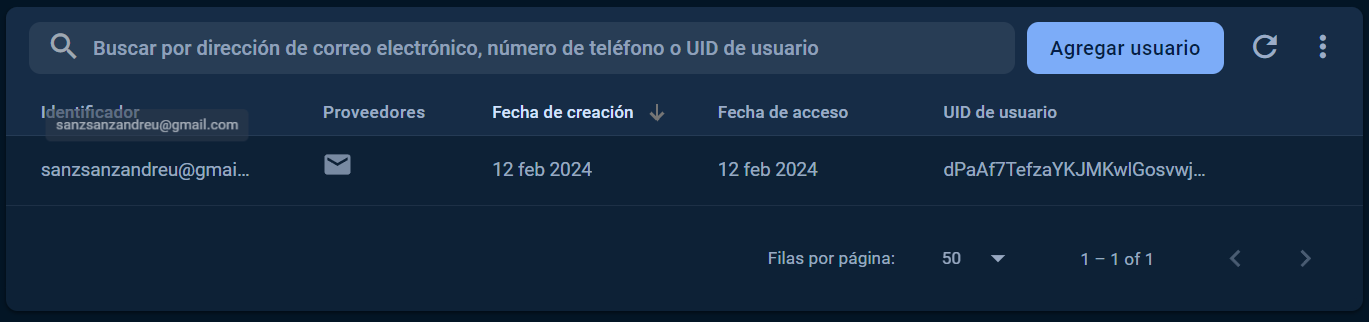 Buscar por dirección de correo electrónico, número de teléfono o UID de usuario
Agregar usuario
Identificador Proveedores Fecha de creación Fecha de acceso UID de usuario
sanzsanzandreu@gmail.com
sanzsanzandreu@gmai... 12 feb 2024 12 feb 2024 dPaAf7TefzaYKJMKwlGosvwj...
Filas por página: 50 1 – 1 of 1